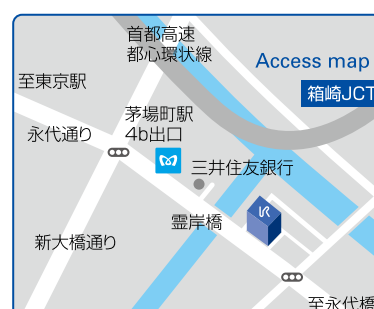 首都高速
都心環状線
Access map
至東京駅
箱崎JCT
茅場町駅
4b出口
永代通り
三井住友銀行
霊岸橋
新大橋通り
至永代橋